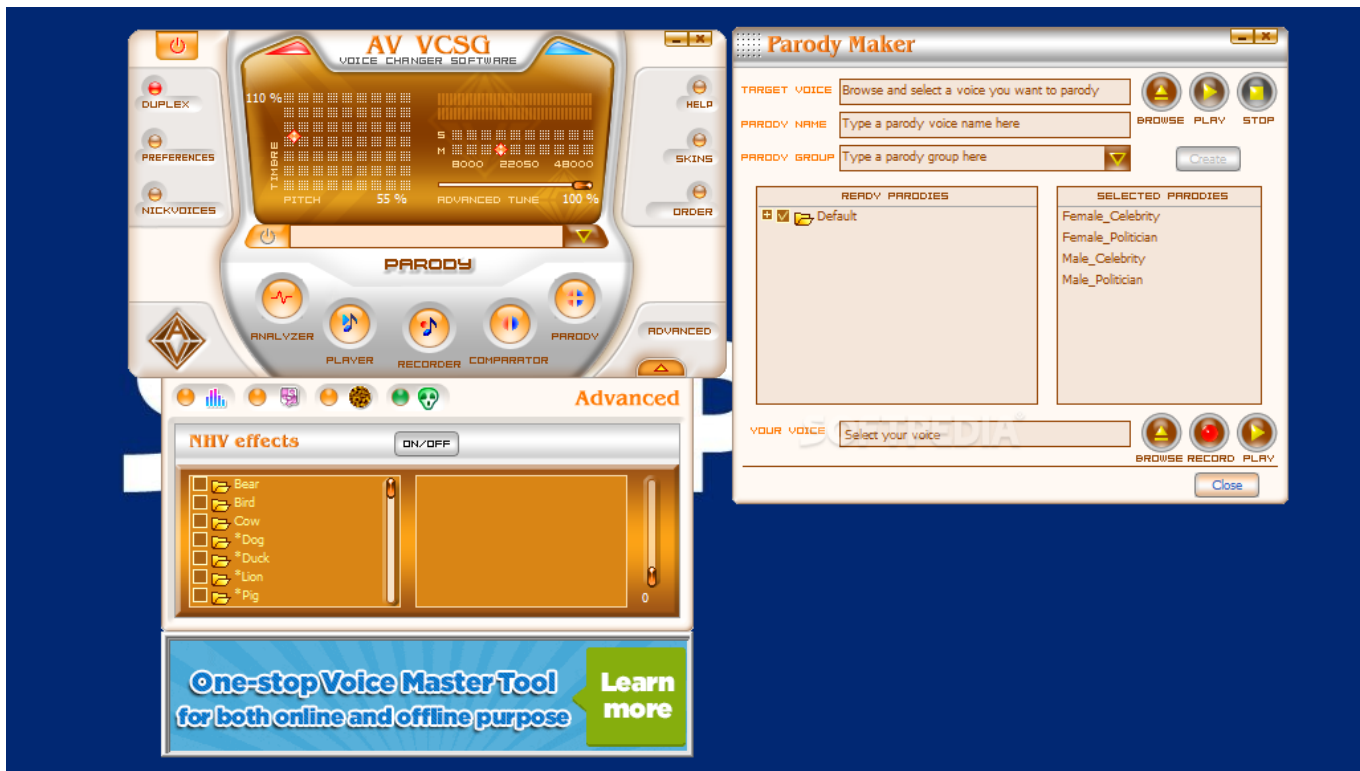 AV VCSG
VOICE CHANGER SOFTWARE
DUPLEX
PREFERENCES
NICKVOICES
HELP
SKINS
ORDER
110 %
TIMBRE
PITCH
55 %
S
M
8000 22050 48000
ADVANCED TUNE
100 %
PARODY
ANALYZER
PLAYER
RECORDER
COMPARATOR
PARODY
ADVANCED
Advanced
NHV effects
ON/OFF
Bear
Bird
Cow
*Dog
*Duck
*Lion
*Pig
0
One-stop Voice Master Tool
for both online and offline purpose
Learn
more
Parody Maker
TARGET VOICE
Browse and select a voice you want to parody
BROWSE PLAY STOP
PARODY NAME
Type a parody voice name here
PARODY GROUP
Type a parody group here
Create
READY PARODIES
Default
SELECTED PARODIES
Female_Celebrity
Female_Politician
Male_Celebrity
Male_Politician
SOFTPEDIA
YOUR VOICE
Select your voice
BROWSE RECORD PLAY
Close